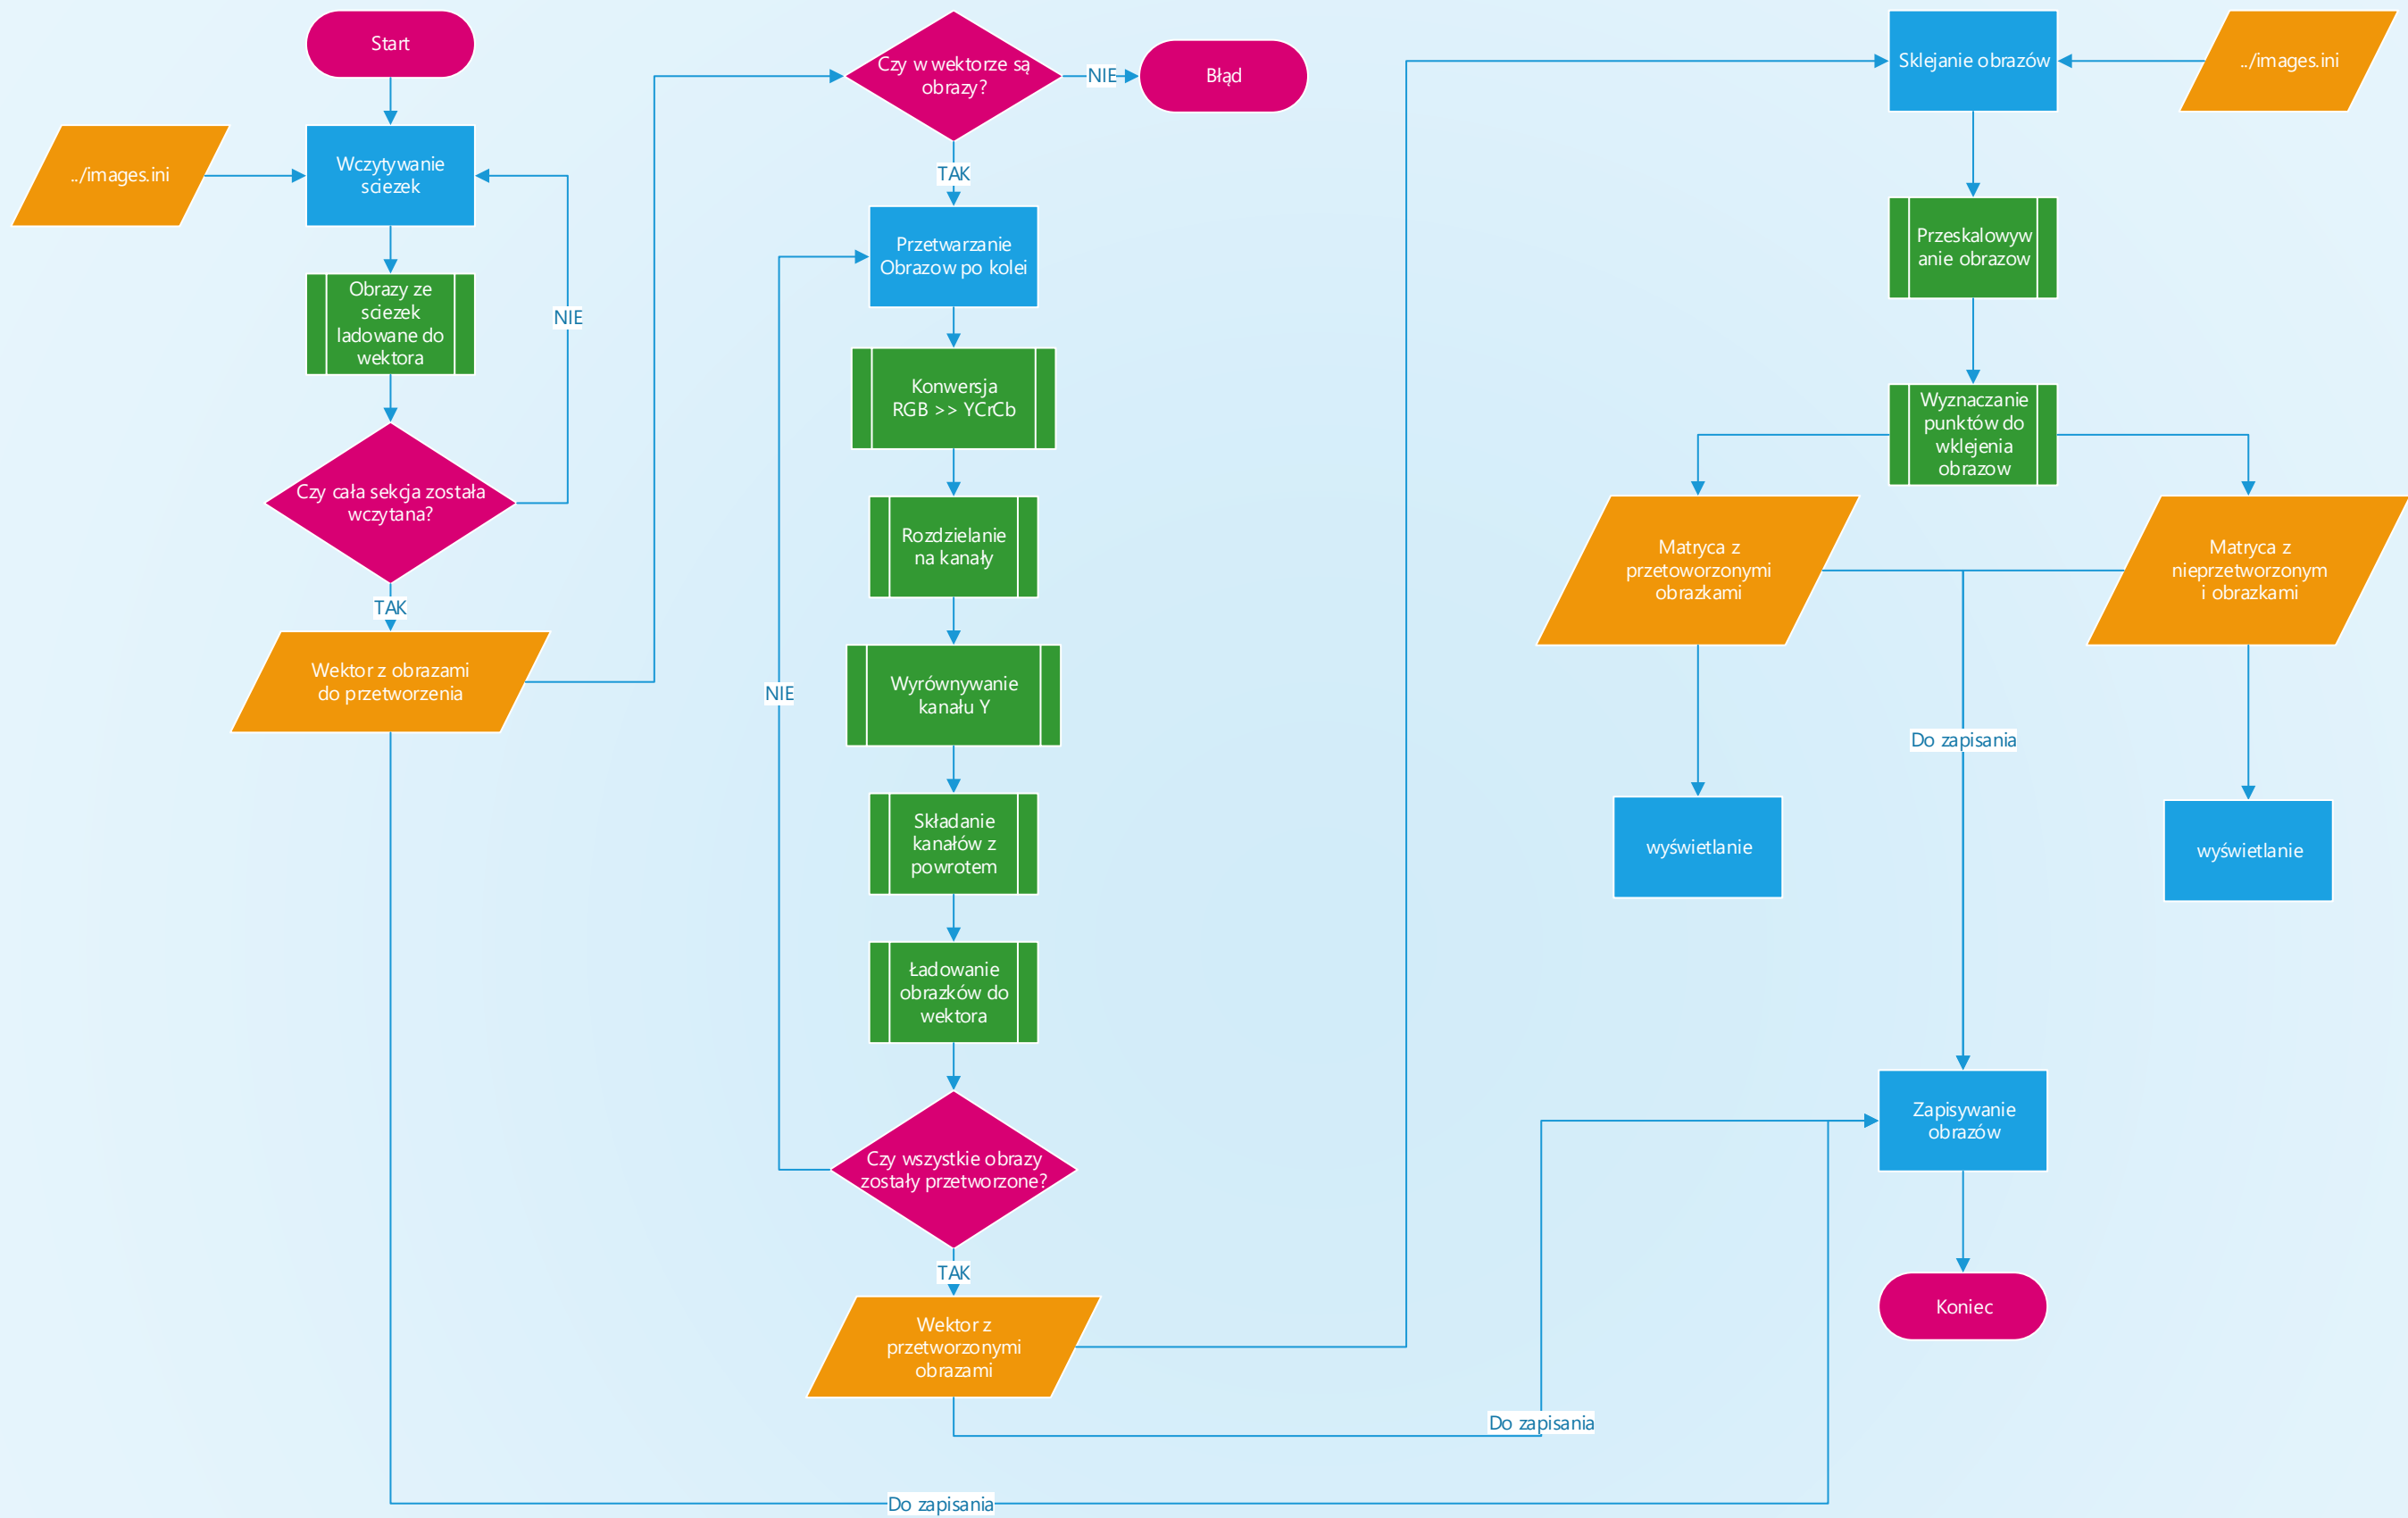 Start
../images.ini
Wczytywanie
sciezek
Obrazy ze
sciezek
ladowane do
wektora
NIE
Czy cała sekcja została
wczytana?
TAK
Wektor z obrazami
do przetworzenia
Czy w wektorze są
obrazy?
NIE
Błąd
TAK
Przetwarzanie
Obrazow po kolei
Konwersja
RGB >> YCrCb
Rozdzielanie
na kanały
Wyrównywanie
kanału Y
NIE
Składanie
kanałów z
powrotem
Ładowanie
obrazków do
wektora
Czy wszystkie obrazy
zostały przetworzone?
TAK
Wektor z
przetworzonymi
obrazami
Do zapisania
Do zapisania
Sklejanie obrazów
../images.ini
Przeskalowyw
anie obrazow
Wyznaczanie
punktów do
wklejenia
obrazow
Matryca z
przetoworzonymi
obrazkami
Matryca z
nieprzetworzonym
i obrazkami
Do zapisania
wyświetlanie
wyświetlanie
Zapisywanie
obrazów
Koniec